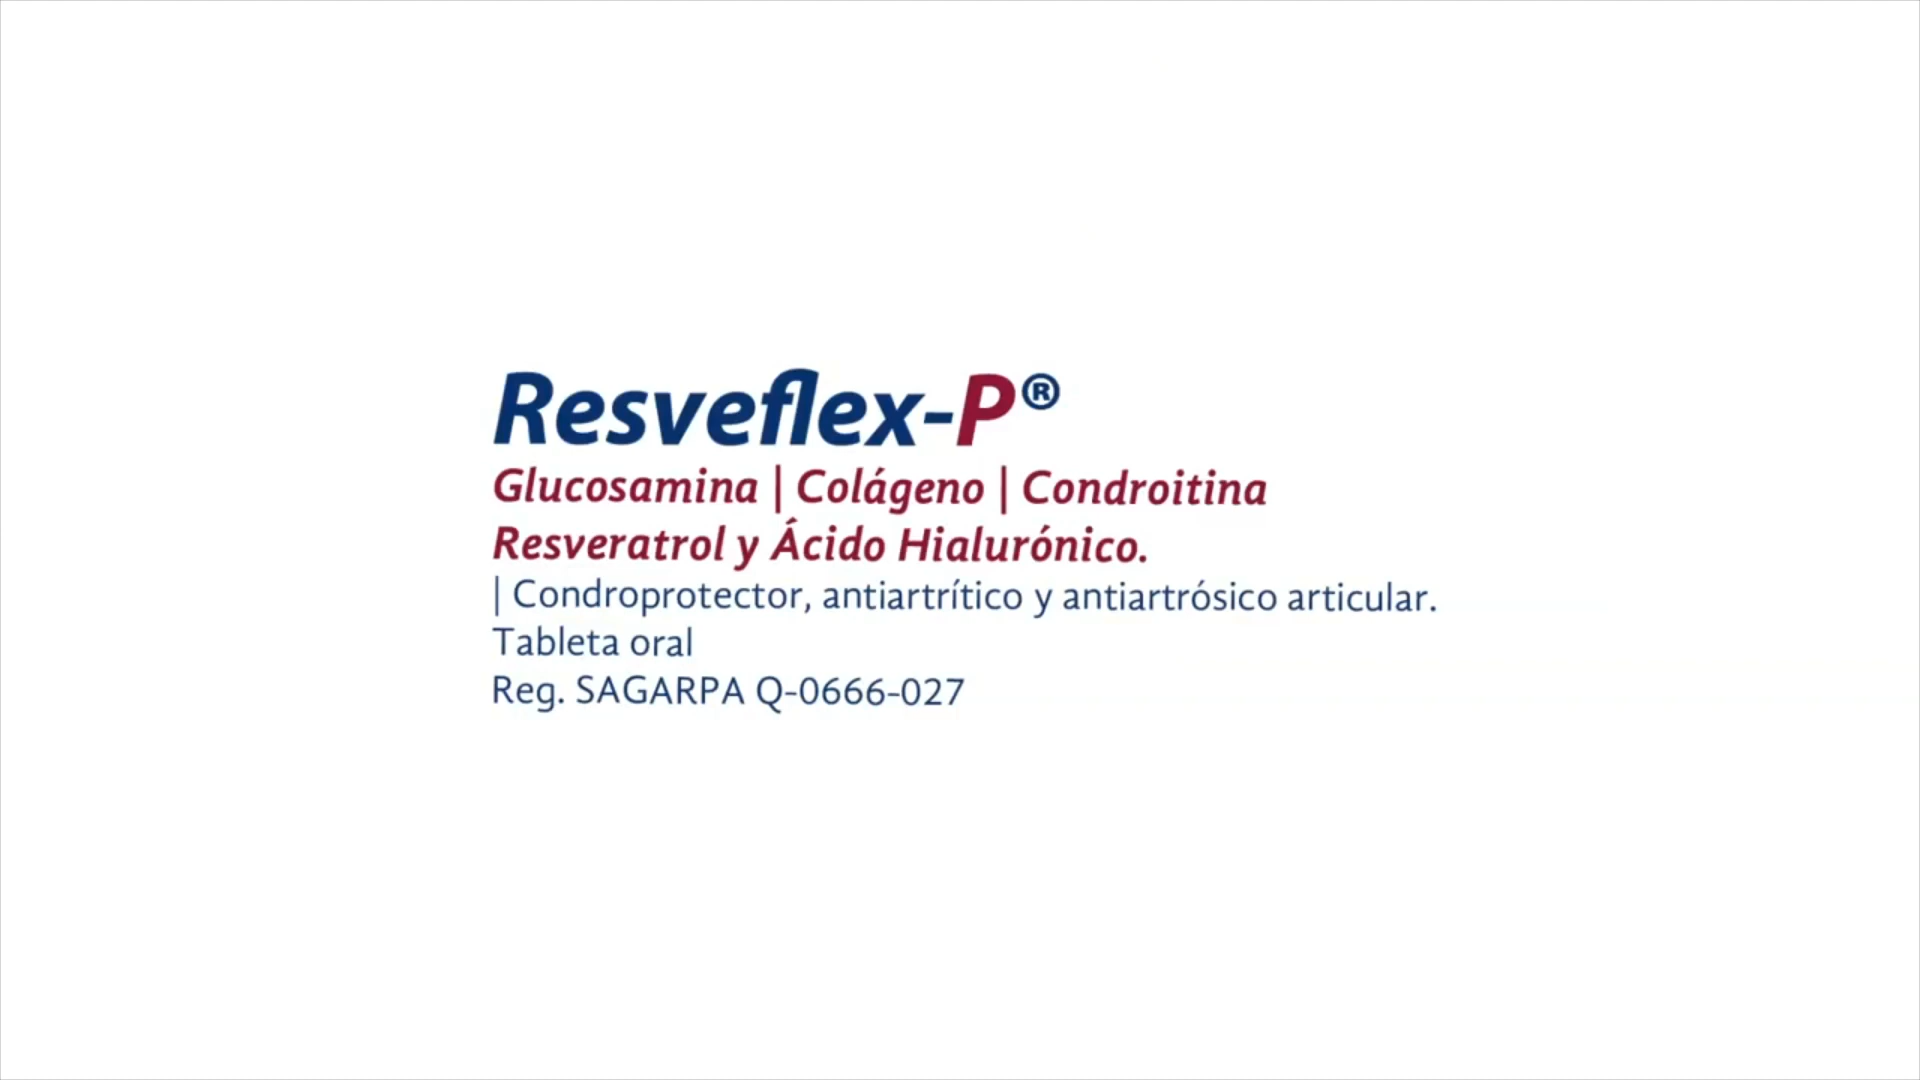 Resveflex-P®
Glucosamina | Colágeno | Condroitina
Resveratrol y Ácido Hialurónico.
| Condroprotector, antiartrítico y antiartrósico articular.
Tableta oral
Reg. SAGARPA Q-0666-027